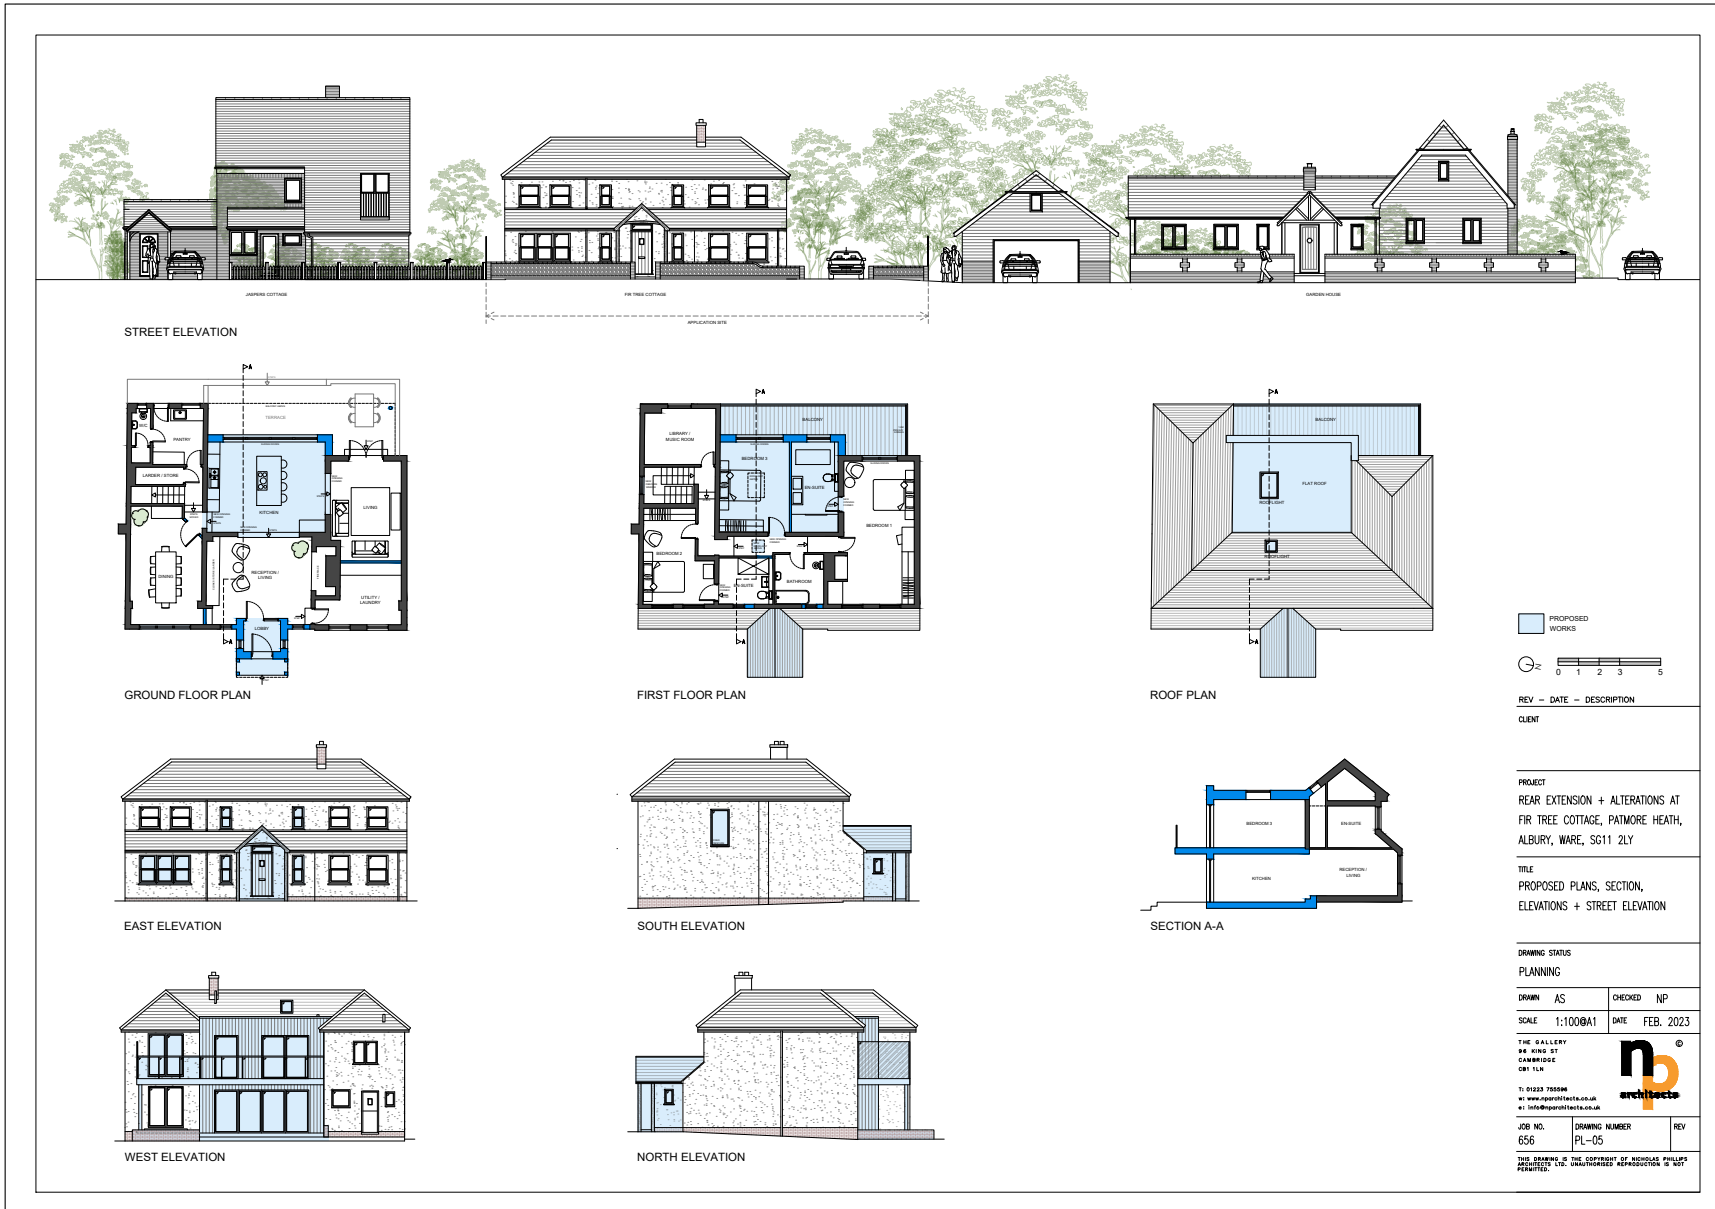 JASPERS COTTAGE
FIR TREE COTTAGE
GARDEN HOUSE
APPLICATION SITE
STREET ELEVATION
A
TERRACE
W/C
PANTRY
LARDER / STORE
KITCHEN
LIVING
DINING
RECEPTION /
LIVING
UTILITY /
LAUNDRY
LOBBY
A
GROUND FLOOR PLAN
A
BALCONY
LIBRARY /
MUSIC ROOM
BEDROOM 3
EN-SUITE
BEDROOM 1
BEDROOM 2
EN-SUITE
BATHROOM
A
FIRST FLOOR PLAN
A
BALCONY
FLAT ROOF
ROOFLIGHT
ROOFLIGHT
A
ROOF PLAN
EAST ELEVATION
SOUTH ELEVATION
BEDROOM 3
EN-SUITE
KITCHEN
RECEPTION /
LIVING
SECTION A-A
WEST ELEVATION
NORTH ELEVATION
PROPOSED
WORKS
N
0 1 2 3 5
REV - DATE - DESCRIPTION
CLIENT
PROJECT
REAR EXTENSION + ALTERATIONS AT
FIR TREE COTTAGE, PATMORE HEATH,
ALBURY, WARE, SG11 2LY
TITLE
PROPOSED PLANS, SECTION,
ELEVATIONS + STREET ELEVATION
DRAWING STATUS
PLANNING
DRAWN AS CHECKED NP
SCALE 1:100@A1 DATE FEB. 2023
THE GALLERY
96 KING ST
CAMBRIDGE
CB1 1LN
w: www.nparchitects.co.uk
e: info@nparchitects.co.uk
np ©
architects
JOB NO. DRAWING NUMBER REV
656 PL-05
THIS DRAWING IS THE COPYRIGHT OF NICHOLAS PHILLIPS
ARCHITECTS LTD. UNAUTHORISED REPRODUCTION IS NOT
PERMITTED.